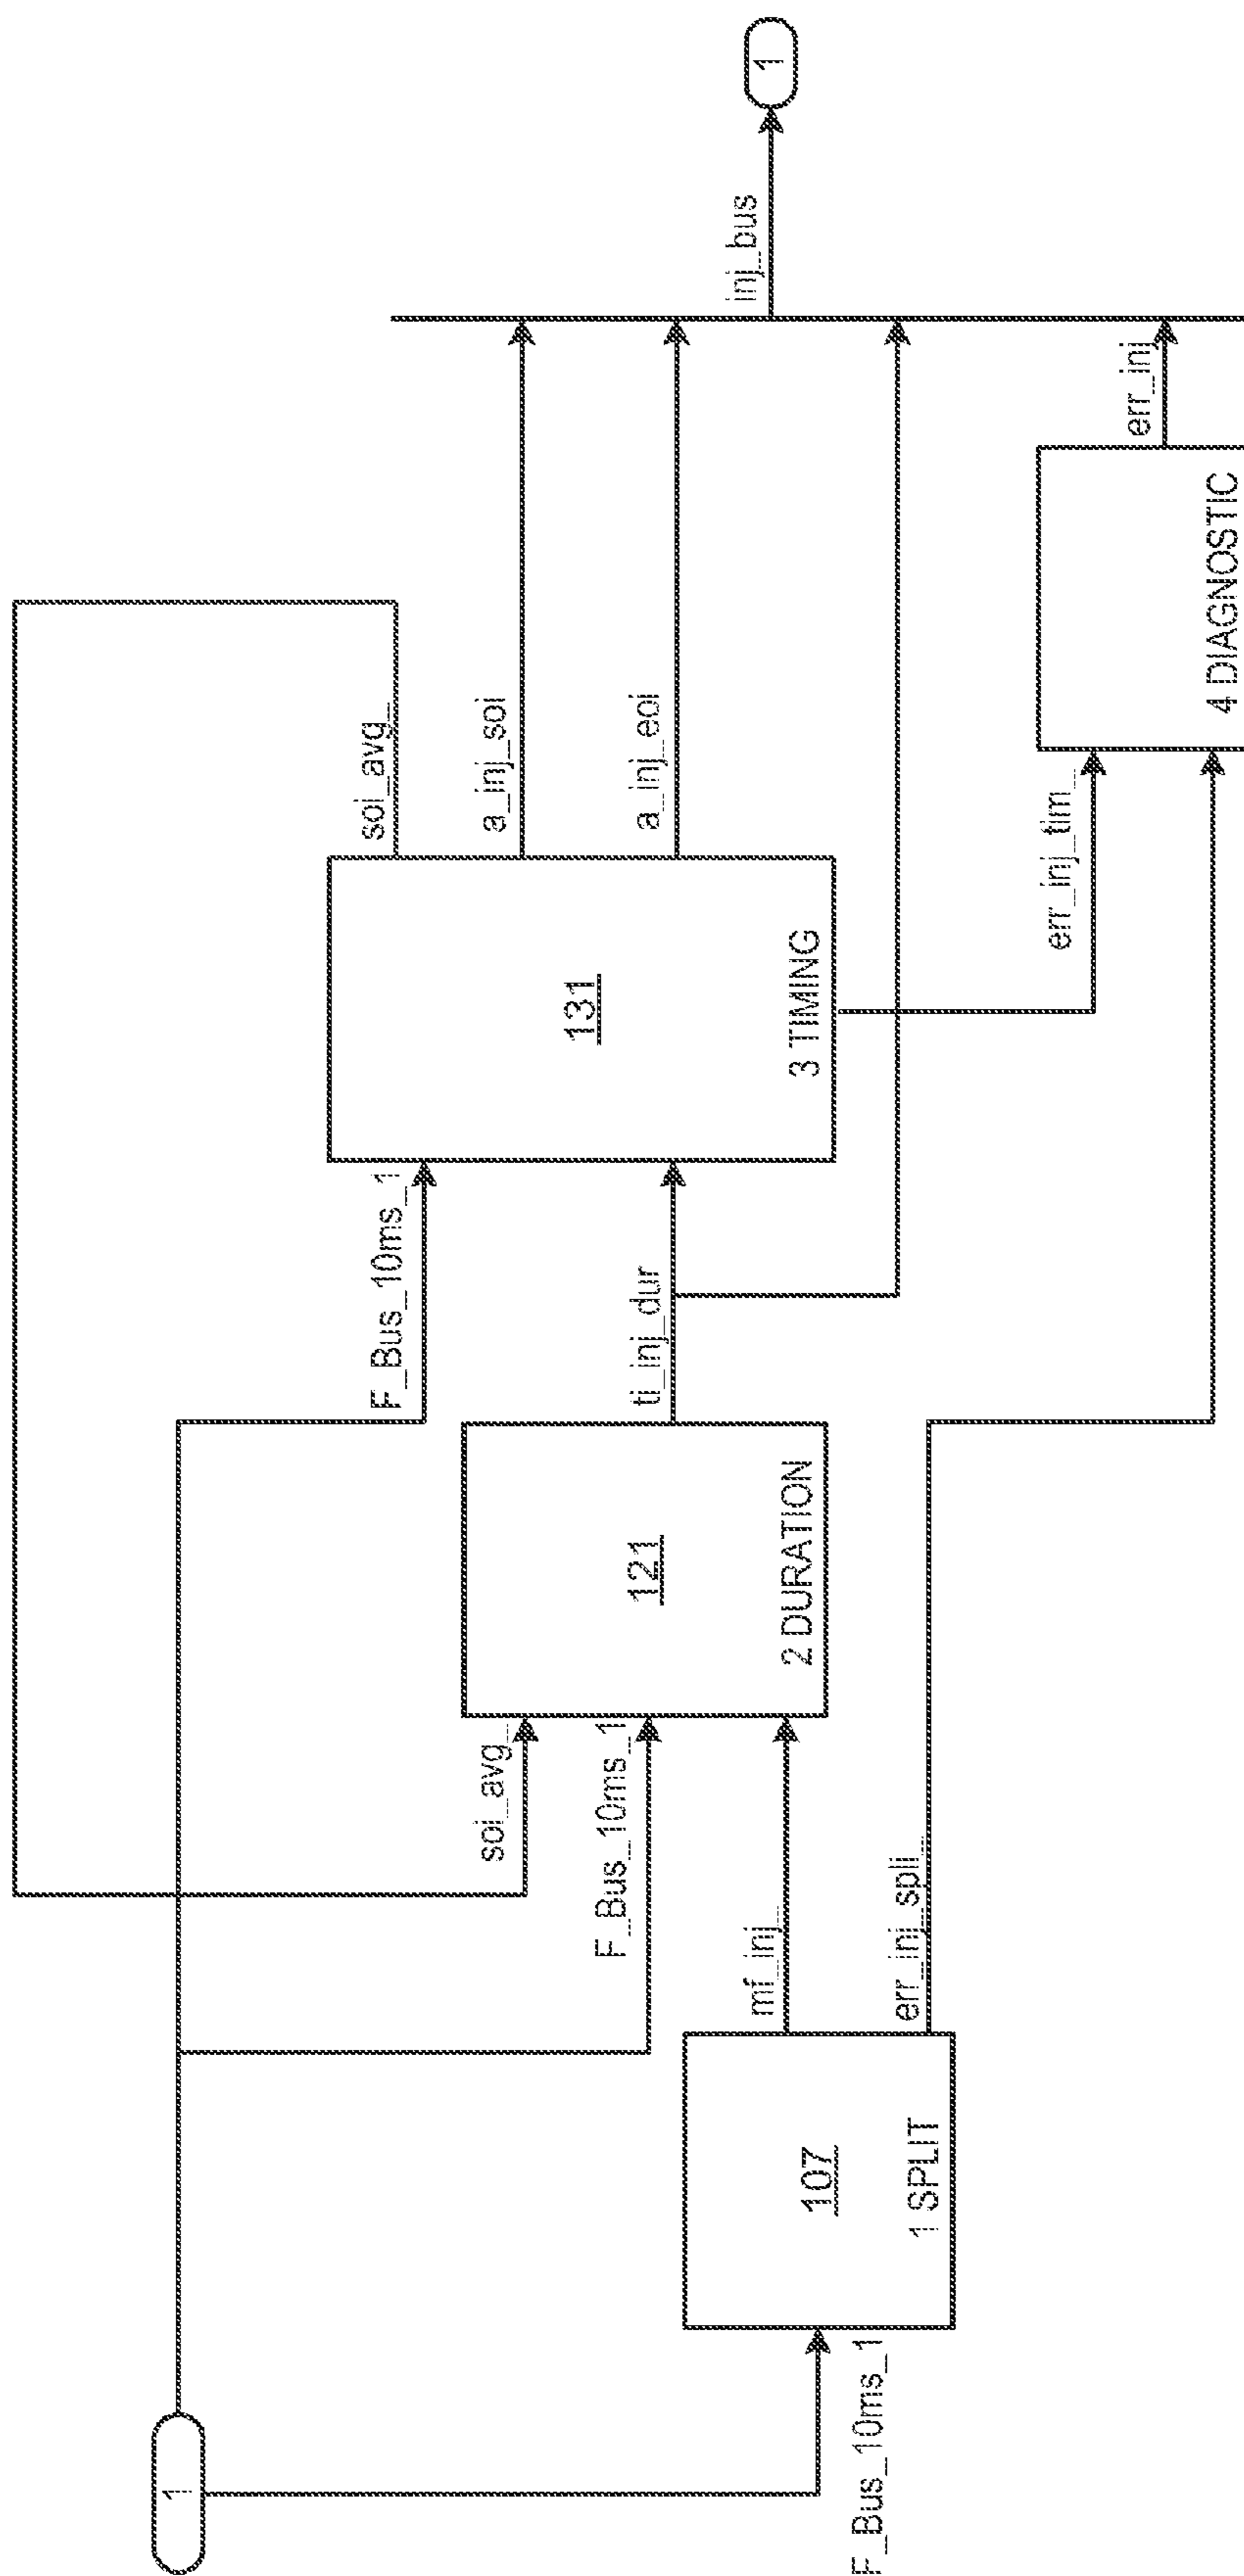 1
F_Bus_10ms_1
107
1 SPLIT
mf_inj_
err_inj_spli_
soi_avg_
F_Bus_10ms_1
121
2 DURATION
ti_inj_dur
F_Bus_10ms_1
131
3 TIMING
soi_avg_
a_inj_soi
a_inj_eoi
err_inj_tim_
4 DIAGNOSTIC
err_inj
inj_bus
1